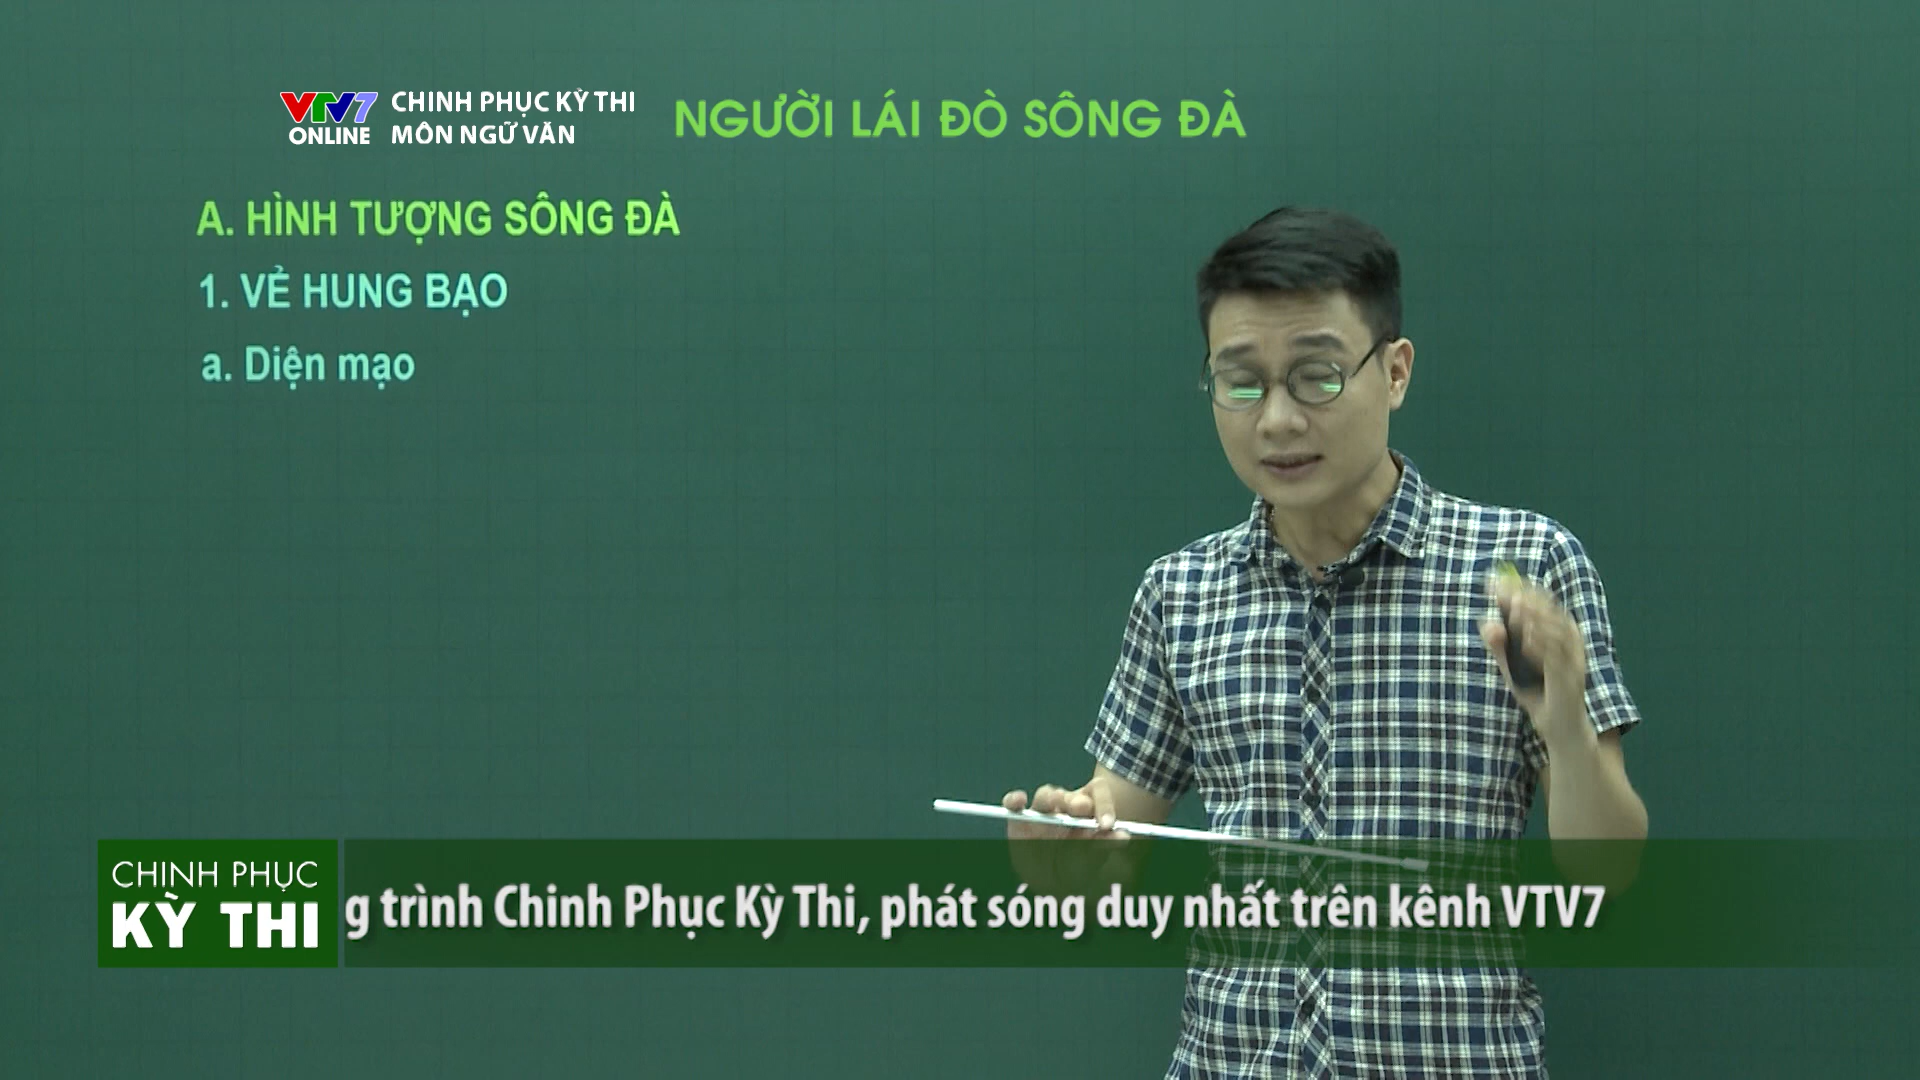 VTV7
ONLINE
CHINH PHỤC KỲ THI
MÔN NGỮ VĂN
NGƯỜI LÁI ĐÒ SÔNG ĐÀ
A. HÌNH TƯỢNG SÔNG ĐÀ
1. VẺ HUNG BẠO
a. Diện mạo
CHINH PHỤC
KỲ THI
g trình Chinh Phục Kỳ Thi, phát sóng duy nhất trên kênh VTV7